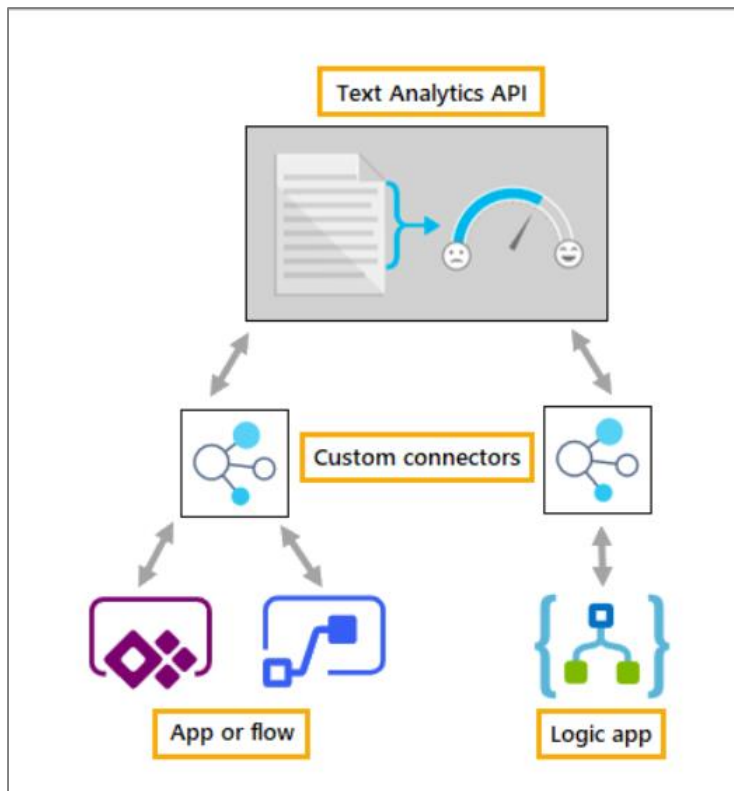 Text Analytics API
Custom connectors
App or flow
Logic app